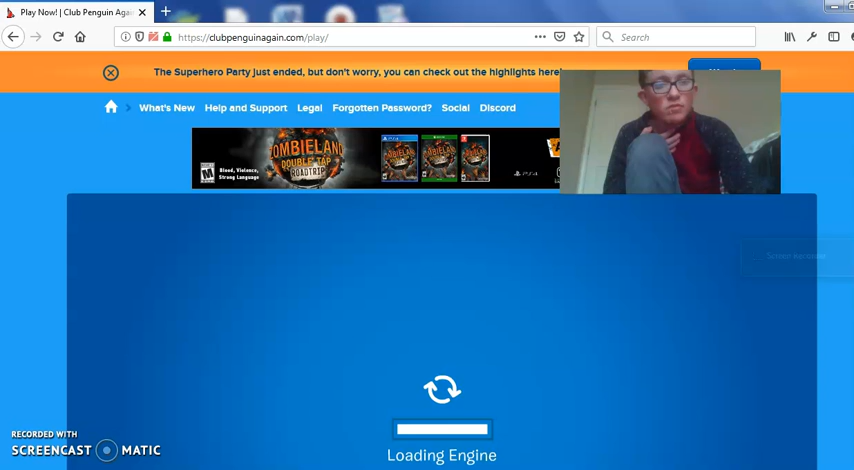 Play Now! | Club Penguin Again
https://clubpenguinagain.com/play/
Search
The Superhero Party just ended, but don't worry, you can check out the highlights here!
What's New
Help and Support
Legal
Forgotten Password?
Social
Discord
ZOMBIELAND
DOUBLE TAP
ROADTRIP
M
Blood, Violence,
Strong Language
Loading Engine
RECORDED WITH
SCREENCAST MATIC